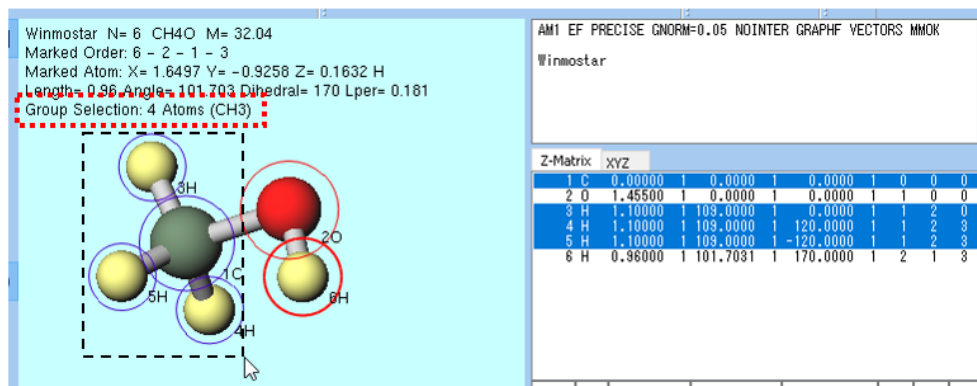 Winmostar N= 6 CH4O M= 32.04
Marked Order: 6 - 2 - 1 - 3
Marked Atom: X= 1.6497 Y= -0.9258 Z= 0.1632 H
Length= 0.96 Angle= 101.703 Dihedral= 170 Lper= 0.181
Group Selection: 4 Atoms (CH3)
3H
2O
1C
5H
6H
4H
AM1 EF PRECISE GNORM=0.05 NOINTER GRAPHF VECTORS MMOK
Winmostar
Z-Matrix XYZ
1 C 0.00000 1 0.0000 1 0.0000 1 0 0 0
2 O 1.45500 1 0.0000 1 0.0000 1 1 0 0
3 H 1.10000 1 109.0000 1 0.0000 1 1 2 0
4 H 1.10000 1 109.0000 1 120.0000 1 1 2 3
5 H 1.10000 1 109.0000 1 -120.0000 1 1 2 3
6 H 0.96000 1 101.7031 1 170.0000 1 2 1 3